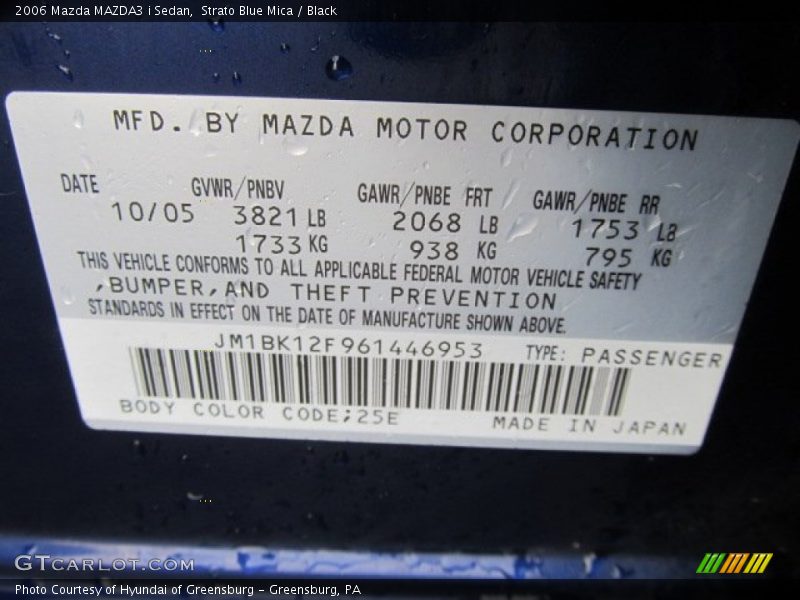 2006 Mazda MAZDA3 i Sedan,  Strato Blue Mica / Black
MFD. BY MAZDA MOTOR CORPORATION
DATE GVWR/PNBV GAWR/PNBE FRT GAWR/PNBE RR
10/05 3821 LB 2068 LB 1753 LB
1733 KG 938 KG 795 KG
THIS VEHICLE CONFORMS TO ALL APPLICABLE FEDERAL MOTOR VEHICLE SAFETY
,BUMPER,AND THEFT PREVENTION
STANDARDS IN EFFECT ON THE DATE OF MANUFACTURE SHOWN ABOVE.
JM1BK12F961446953 TYPE: PASSENGER
BODY COLOR CODE;25E MADE IN JAPAN
GTCARLOT.COM
Photo Courtesy of Hyundai of Greensburg – Greensburg, PA